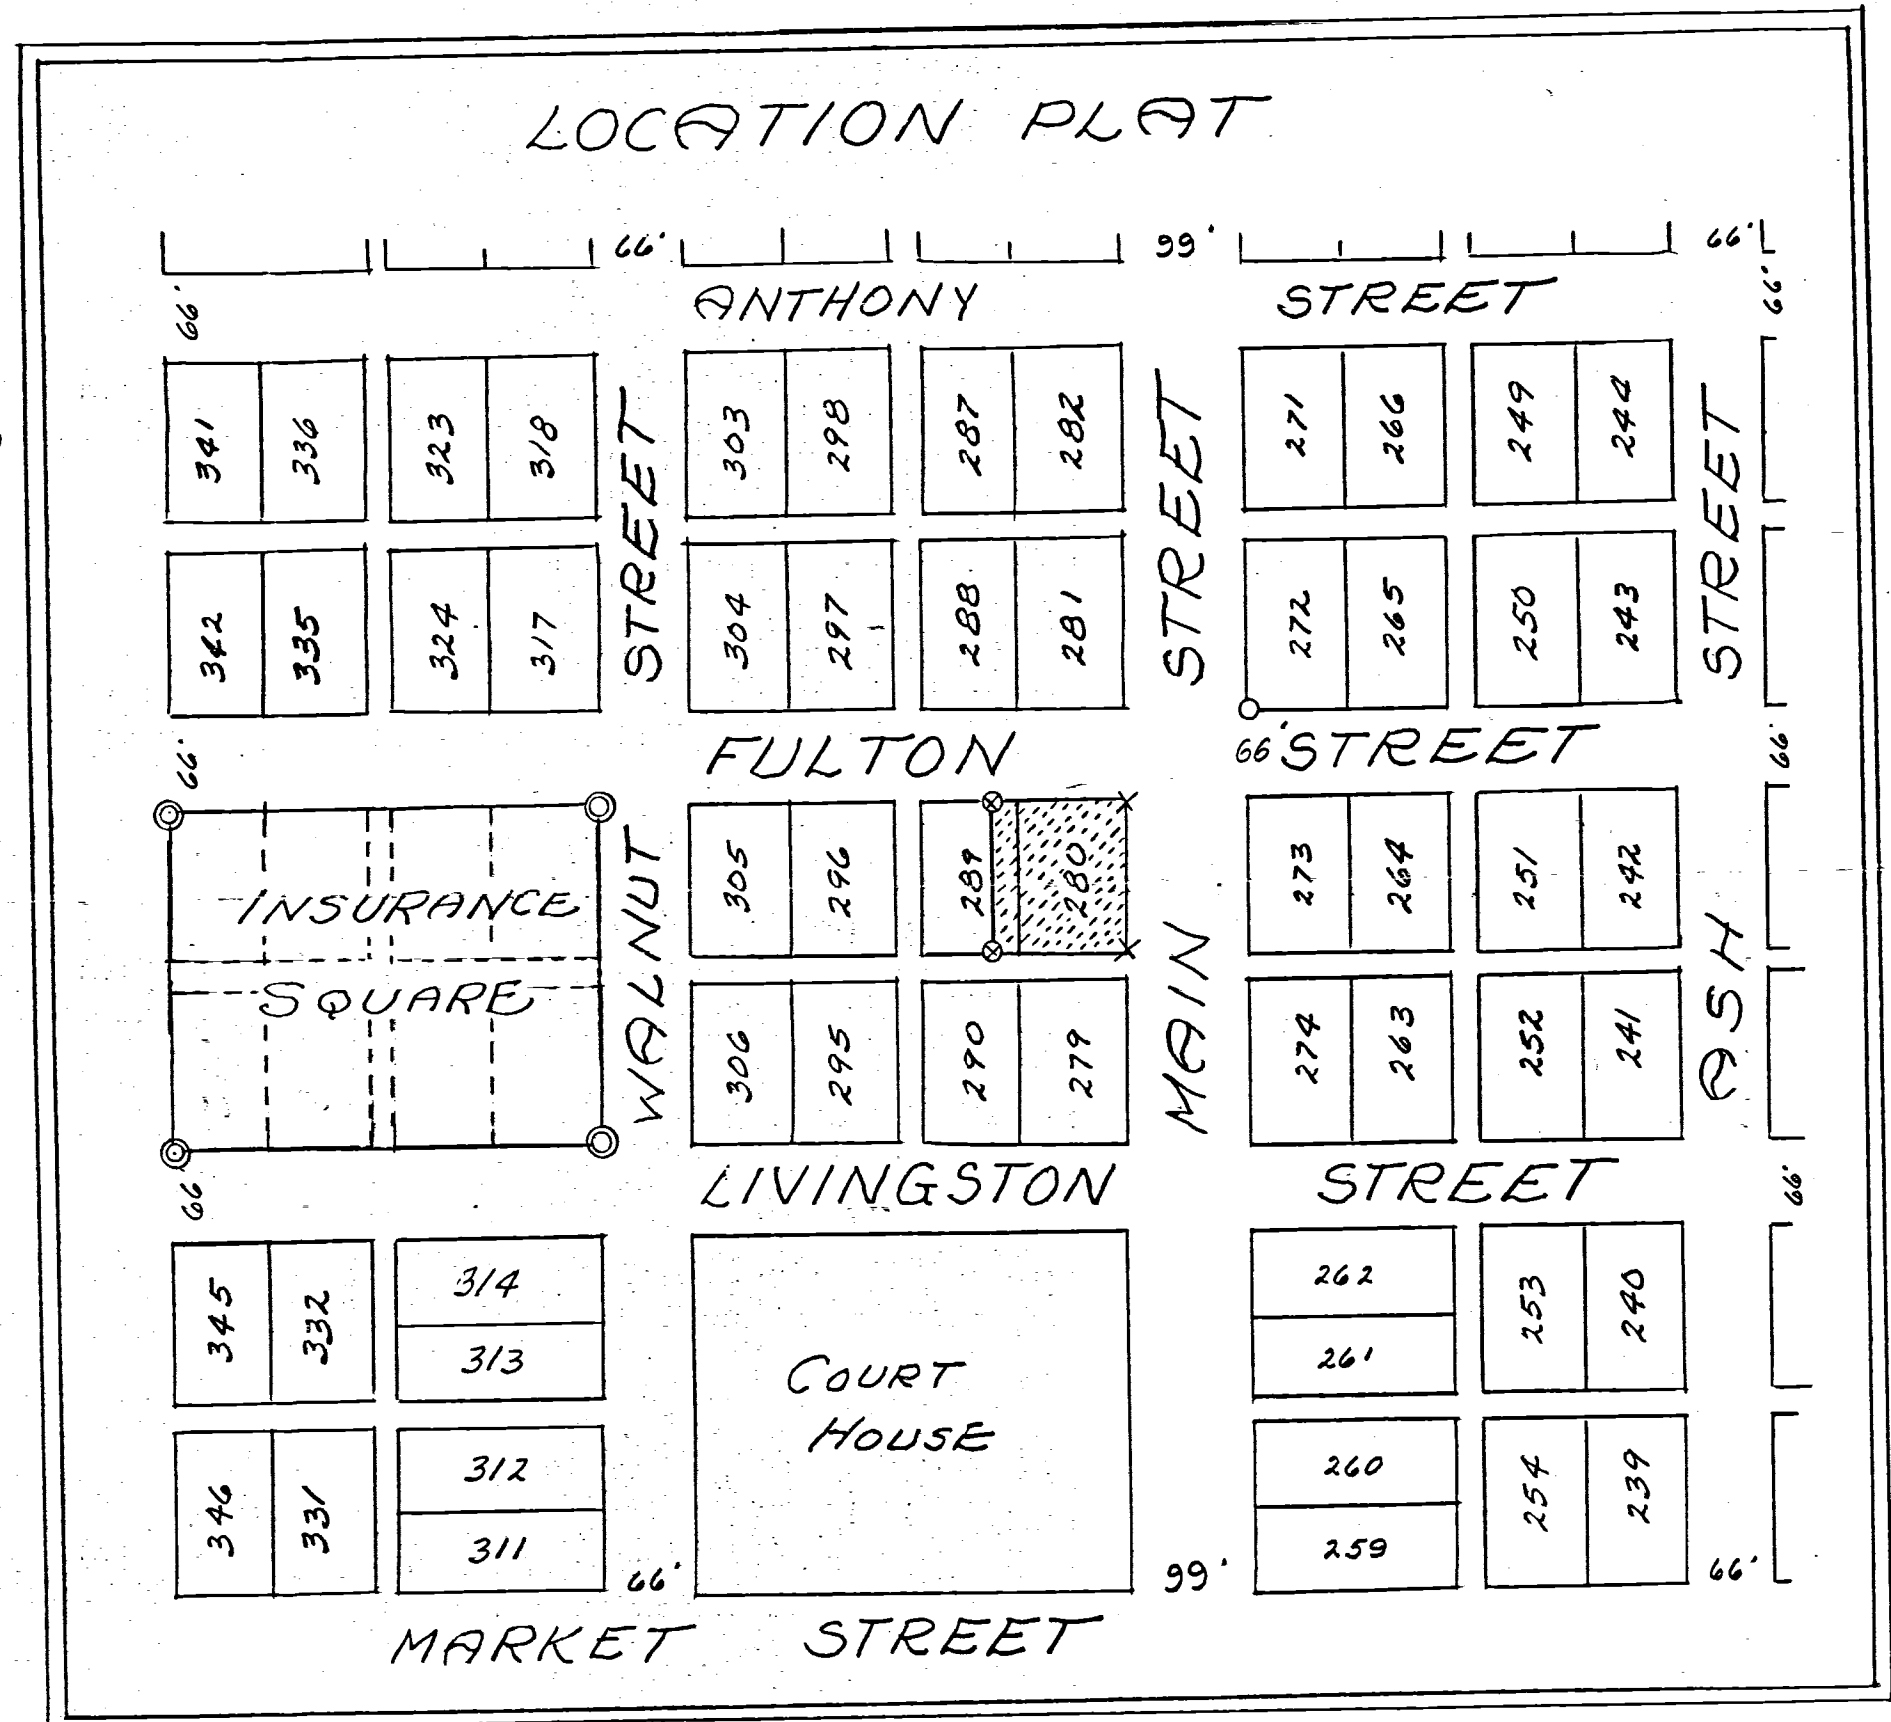 LOCATION PLAT
66' 99' 66'
66' ANTHONY STREET 66'
341 336 323 318 303 298 287 282 271 266 249 244
342 335 324 317 304 297 288 281 272 265 250 243
STREET STREET STREET
66' FULTON 66' STREET 66'
305 296 289 280 273 264 251 242
INSURANCE
SQUARE
WALNUT MAIN ASH
306 295 290 279 274 263 252 241
66' LIVINGSTON STREET 66'
345 332 314 262 253 240
313 261
COURT
HOUSE
346 331 312 260 254 239
311 259
66' 99' 66'
MARKET STREET